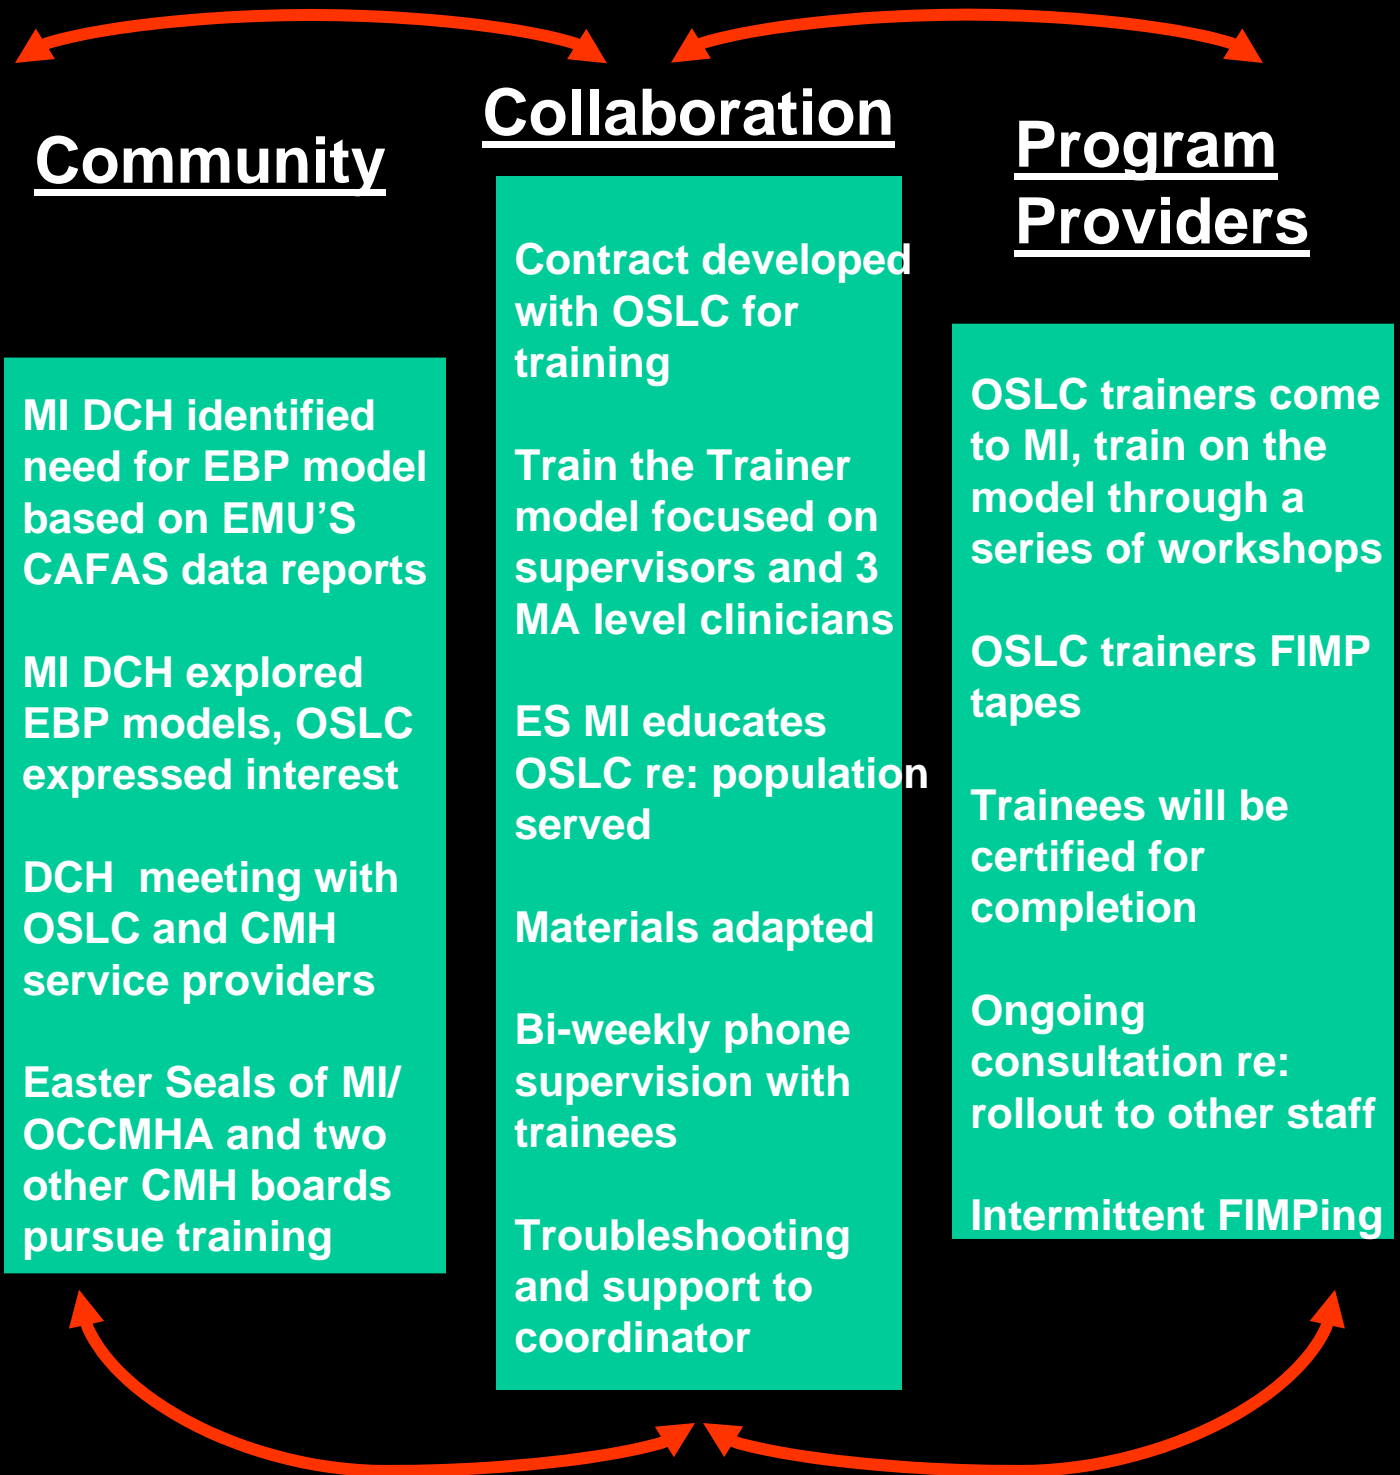 Community
MI DCH identified
need for EBP model
based on EMU’S
CAFAS data reports
MI DCH explored
EBP models, OSLC
expressed interest
DCH  meeting with
OSLC and CMH
service providers
Easter Seals of MI/
OCCMHA and two
other CMH boards
pursue training
Collaboration
Contract developed
with OSLC for
training
Train the Trainer
model focused on
supervisors and 3
MA level clinicians
ES MI educates
OSLC re: population
served
Materials adapted
Bi-weekly phone
supervision with
trainees
Troubleshooting
and support to
coordinator
Program
Providers
OSLC trainers come
to MI, train on the
model through a
series of workshops
OSLC trainers FIMP
tapes
Trainees will be
certified for
completion
Ongoing
consultation re:
rollout to other staff
Intermittent FIMPing